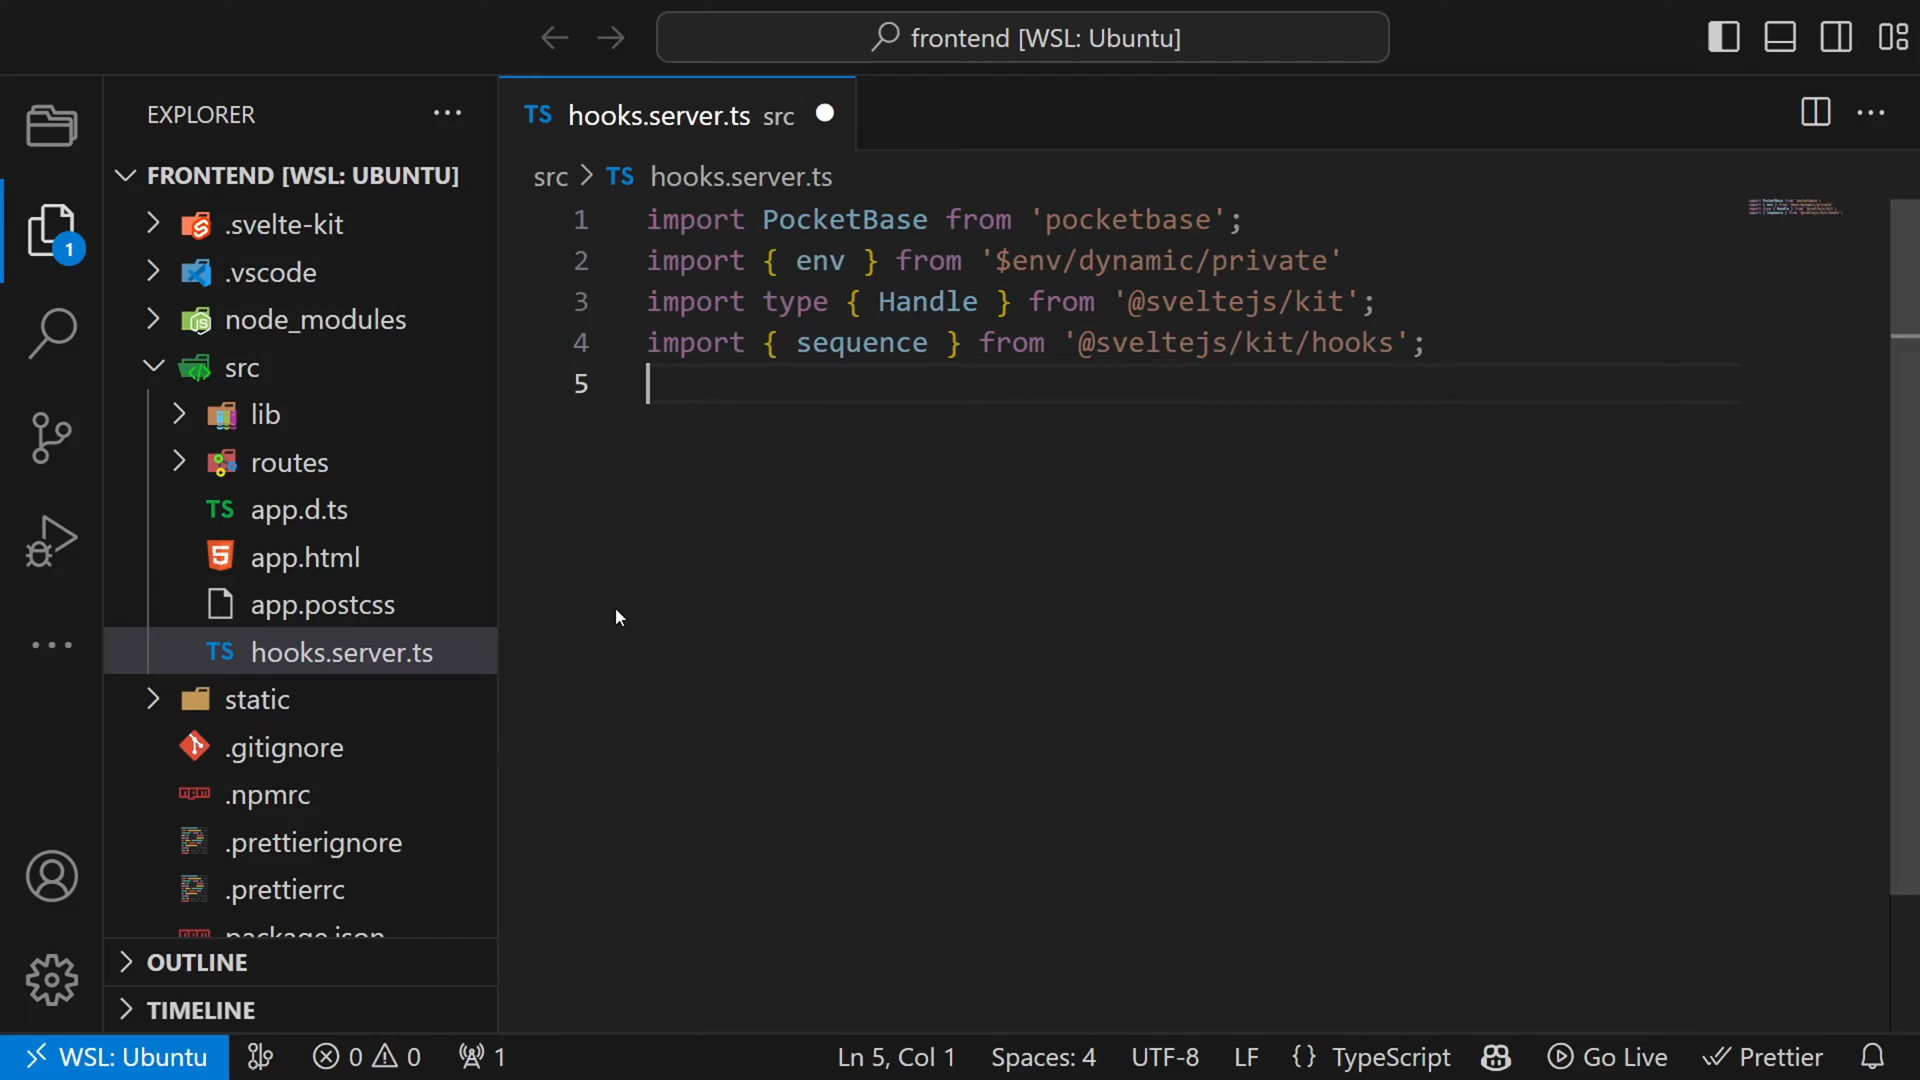 frontend [WSL: Ubuntu]
EXPLORER
FRONTEND [WSL: UBUNTU]
.svelte-kit
.vscode
node_modules
src
lib
routes
TS app.d.ts
app.html
app.postcss
TS hooks.server.ts
static
.gitignore
.npmrc
.prettierignore
.prettierrc
package.json
OUTLINE
TIMELINE
1
TS hooks.server.ts src
src > TS hooks.server.ts
1 import PocketBase from 'pocketbase';
2 import { env } from '$env/dynamic/private'
3 import type { Handle } from '@sveltejs/kit';
4 import { sequence } from '@sveltejs/kit/hooks';
5
WSL: Ubuntu 0 0 1 Ln 5, Col 1 Spaces: 4 UTF-8 LF {} TypeScript Go Live Prettier